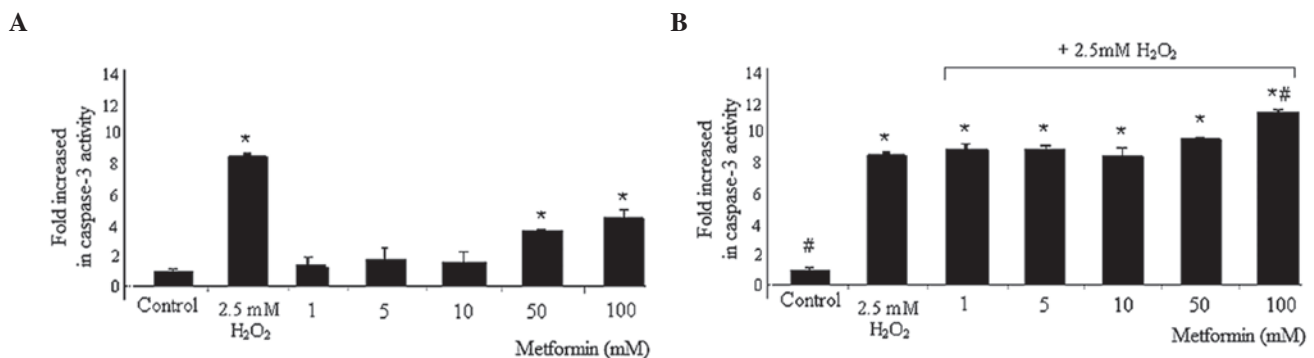 A
Fold increased
in caspase-3 activity
14
12
10
8
6
4
2
0
*
*
*
Control
2.5 mM
H₂O₂
1
5
10
50
100
Metformin (mM)
B
+ 2.5mM H₂O₂
Fold increased
in caspase-3 activity
14
12
10
8
6
4
2
0
#
*
*
*
*
*
*#
Control
2.5 mM
H₂O₂
1
5
10
50
100
Metformin (mM)